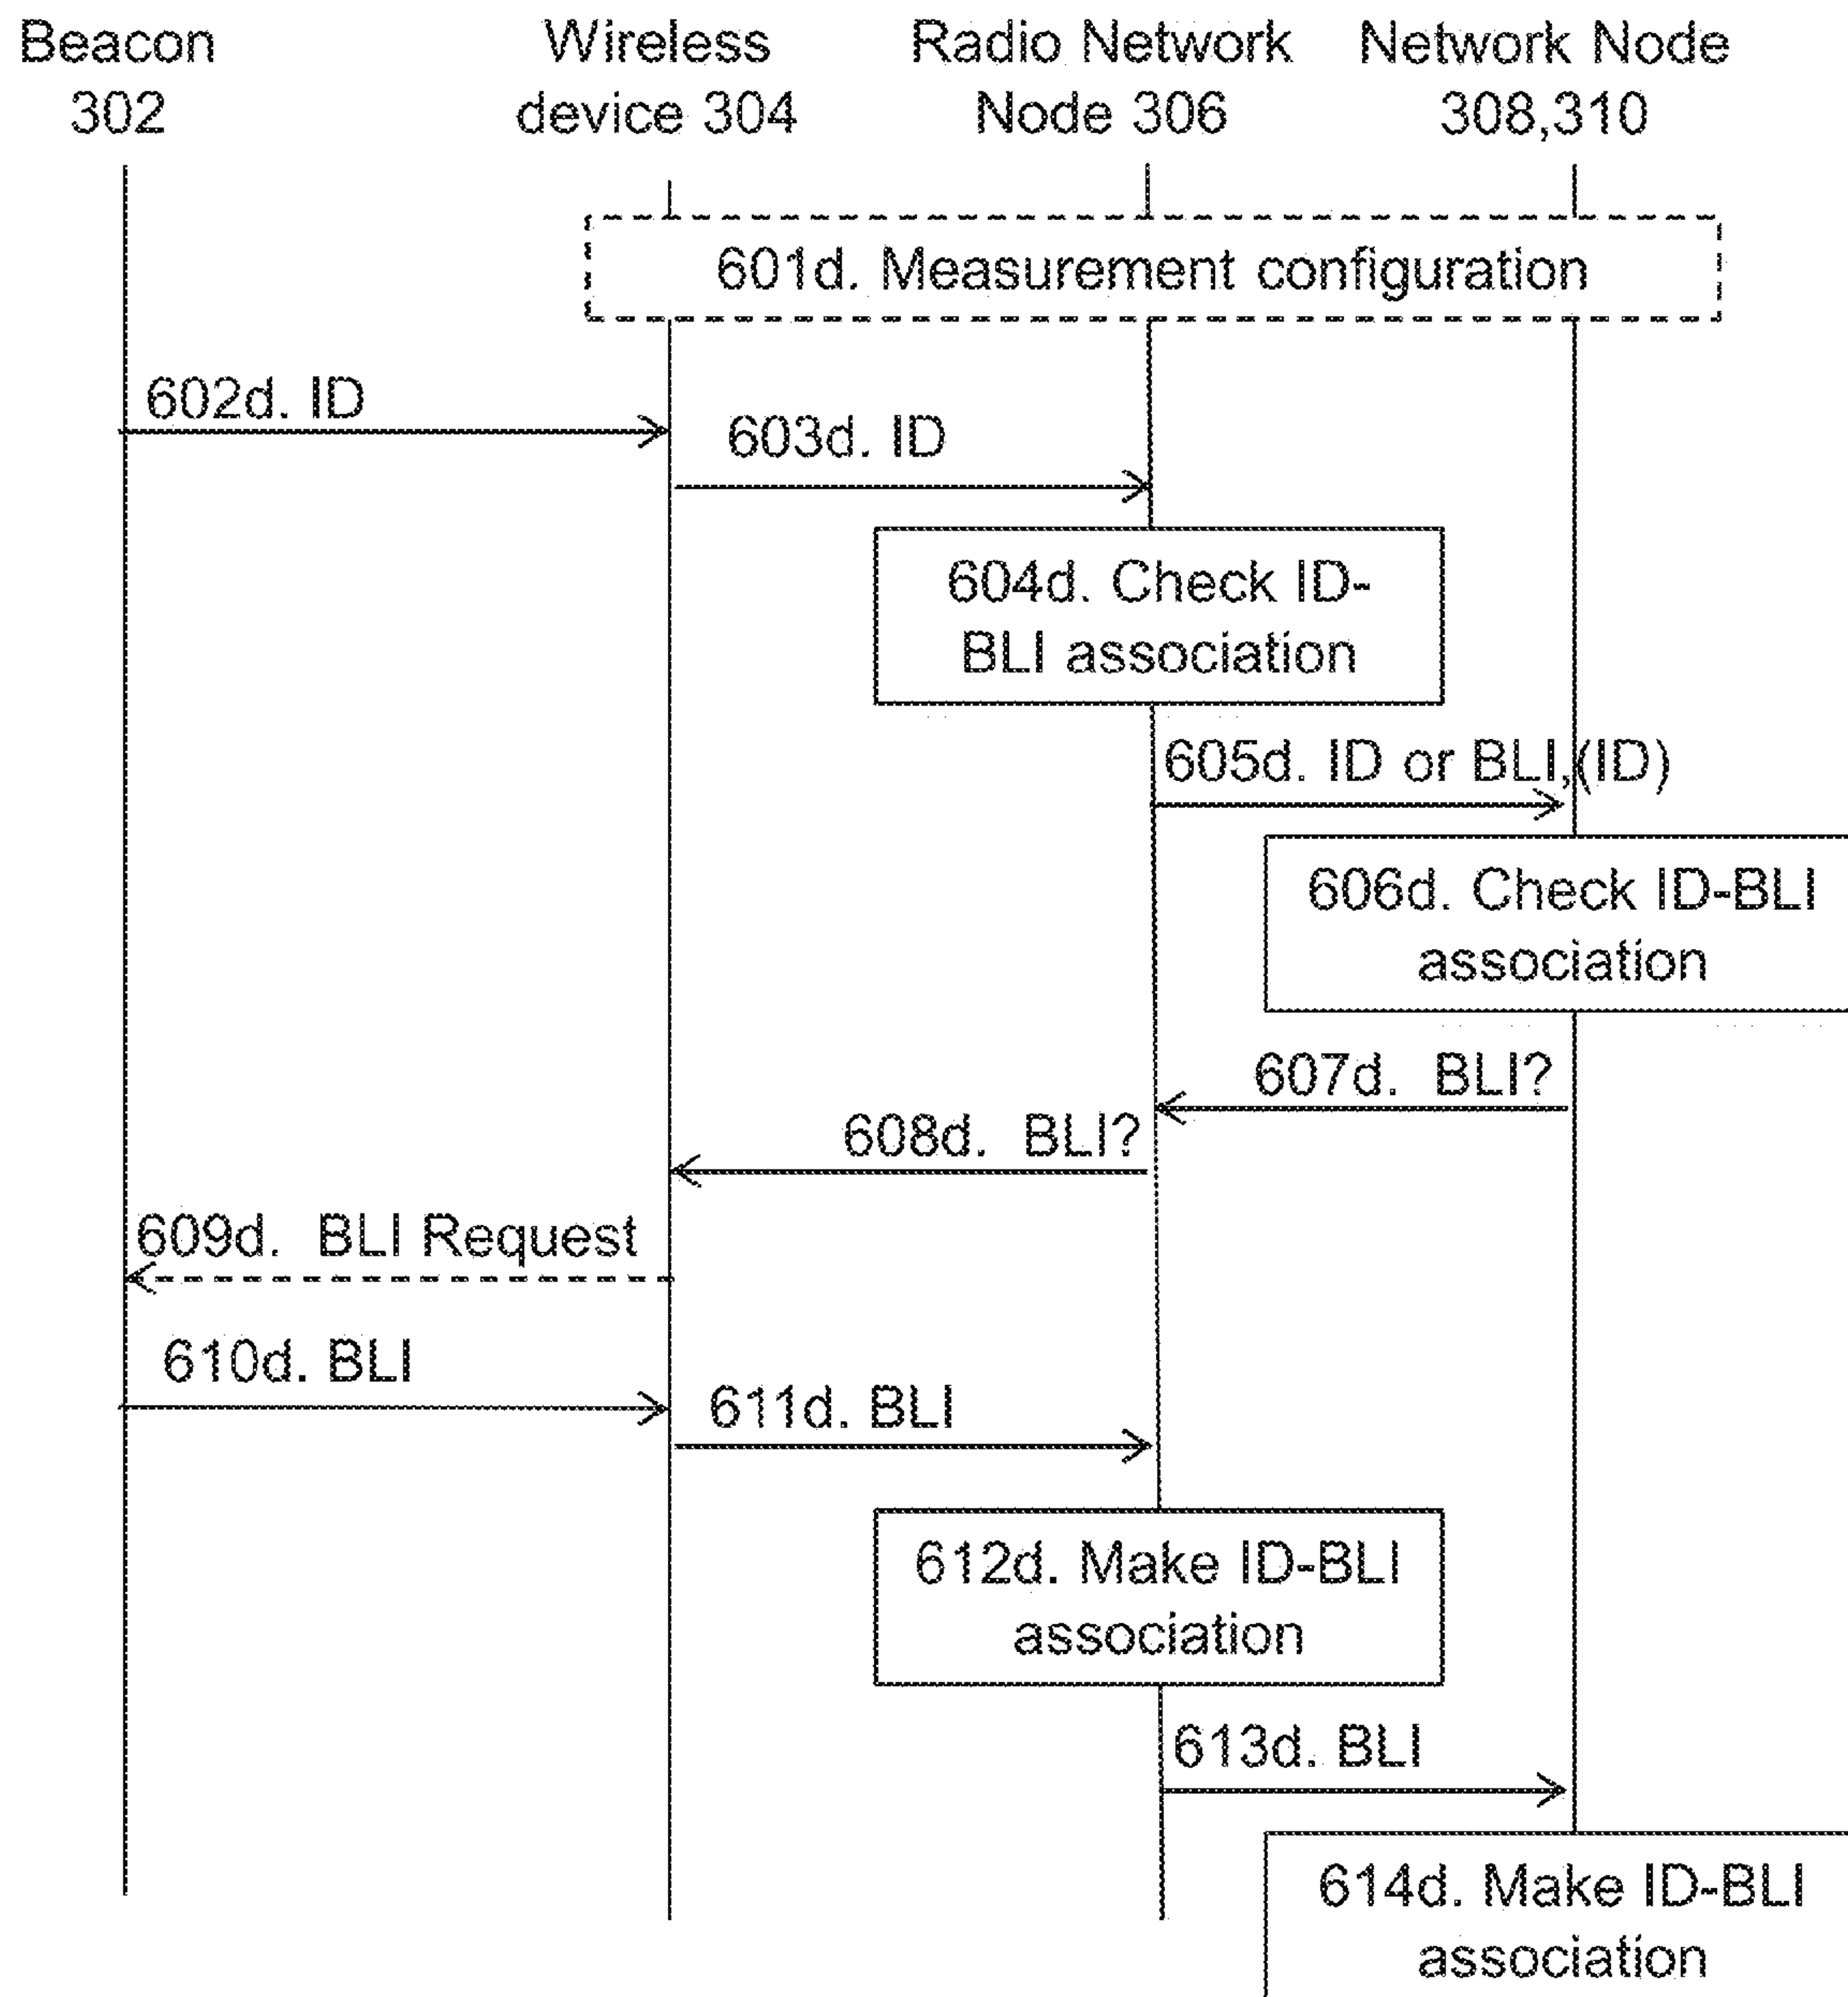 Beacon
302
Wireless
device 304
Radio Network
Node 306
Network Node
308,310
601d. Measurement configuration
602d. ID
603d. ID
604d. Check ID-
BLI association
605d. ID or BLI,(ID)
606d. Check ID-BLI
association
607d. BLI?
608d. BLI?
609d. BLI Request
610d. BLI
611d. BLI
612d. Make ID-BLI
association
613d. BLI
614d. Make ID-BLI
association